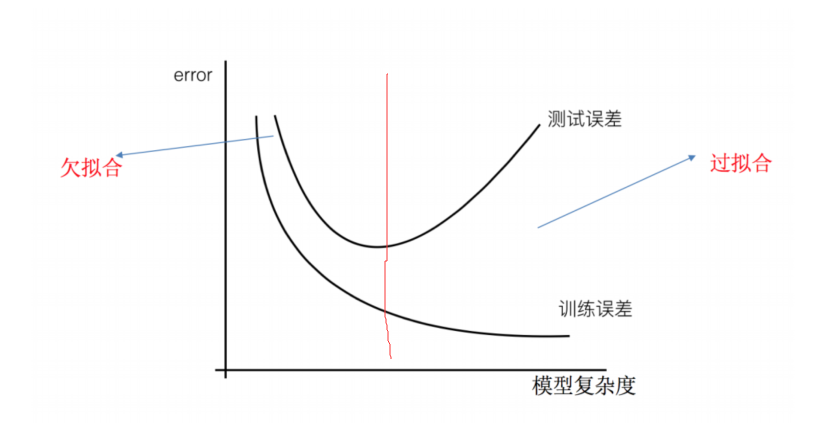 error
测试误差
欠拟合
过拟合
训练误差
模型复杂度